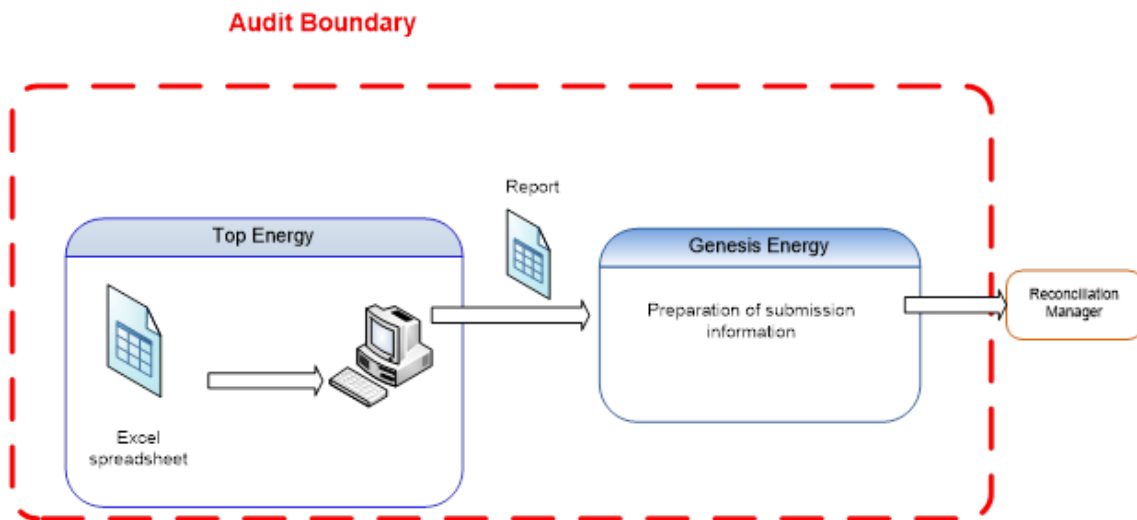 Audit Boundary
Report
Top Energy
Genesis Energy
Preparation of submission
information
Reconciliation
Manager
Excel
spreadsheet